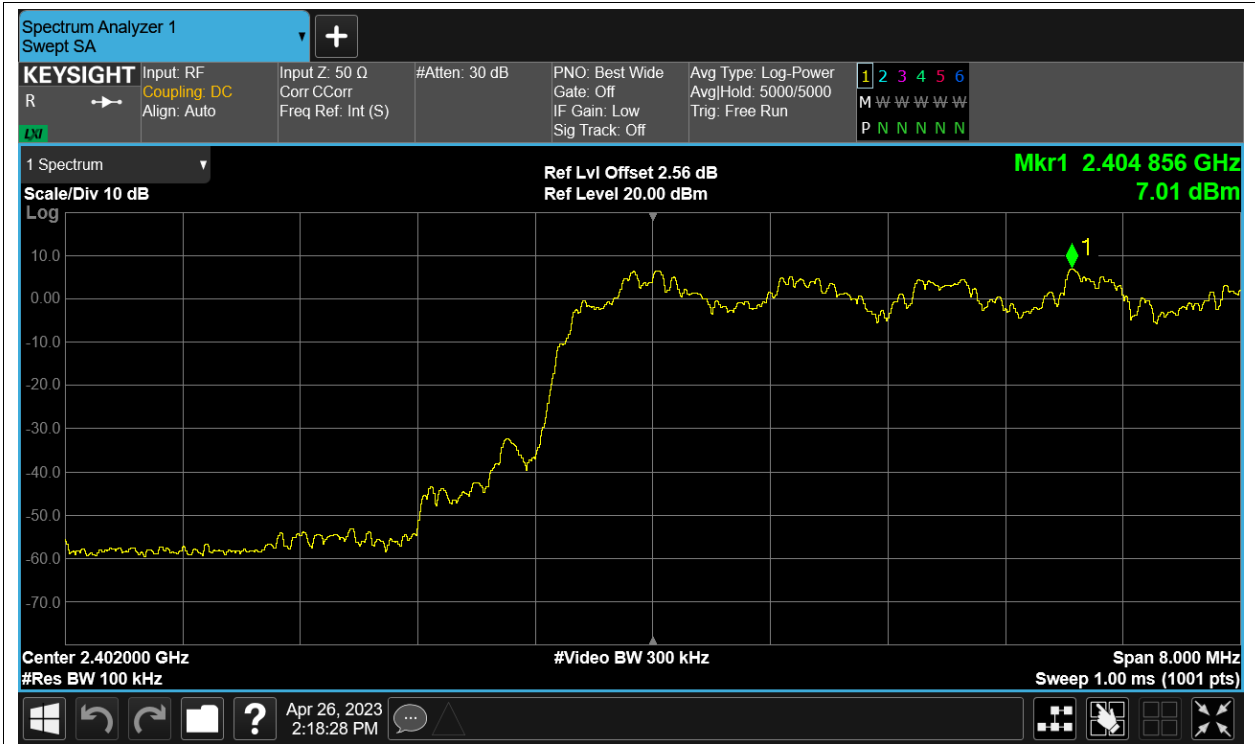 Spectrum Analyzer 1
Swept SA
KEYSIGHT
R
LXI
Input: RF
Coupling: DC
Align: Auto
Input Z: 50 Ω
Corr CCorr
Freq Ref: Int (S)
#Atten: 30 dB
PNO: Best Wide
Gate: Off
IF Gain: Low
Sig Track: Off
Avg Type: Log-Power
Avg|Hold: 5000/5000
Trig: Free Run
1 2 3 4 5 6
M W W W W W
P N N N N N
1 Spectrum
Scale/Div 10 dB
Log
Ref Lvl Offset 2.56 dB
Ref Level 20.00 dBm
Mkr1 2.404 856 GHz
7.01 dBm
1
10.0
0.00
-10.0
-20.0
-30.0
-40.0
-50.0
-60.0
-70.0
Center 2.402000 GHz
#Res BW 100 kHz
#Video BW 300 kHz
Span 8.000 MHz
Sweep 1.00 ms (1001 pts)
?
Apr 26, 2023
2:18:28 PM